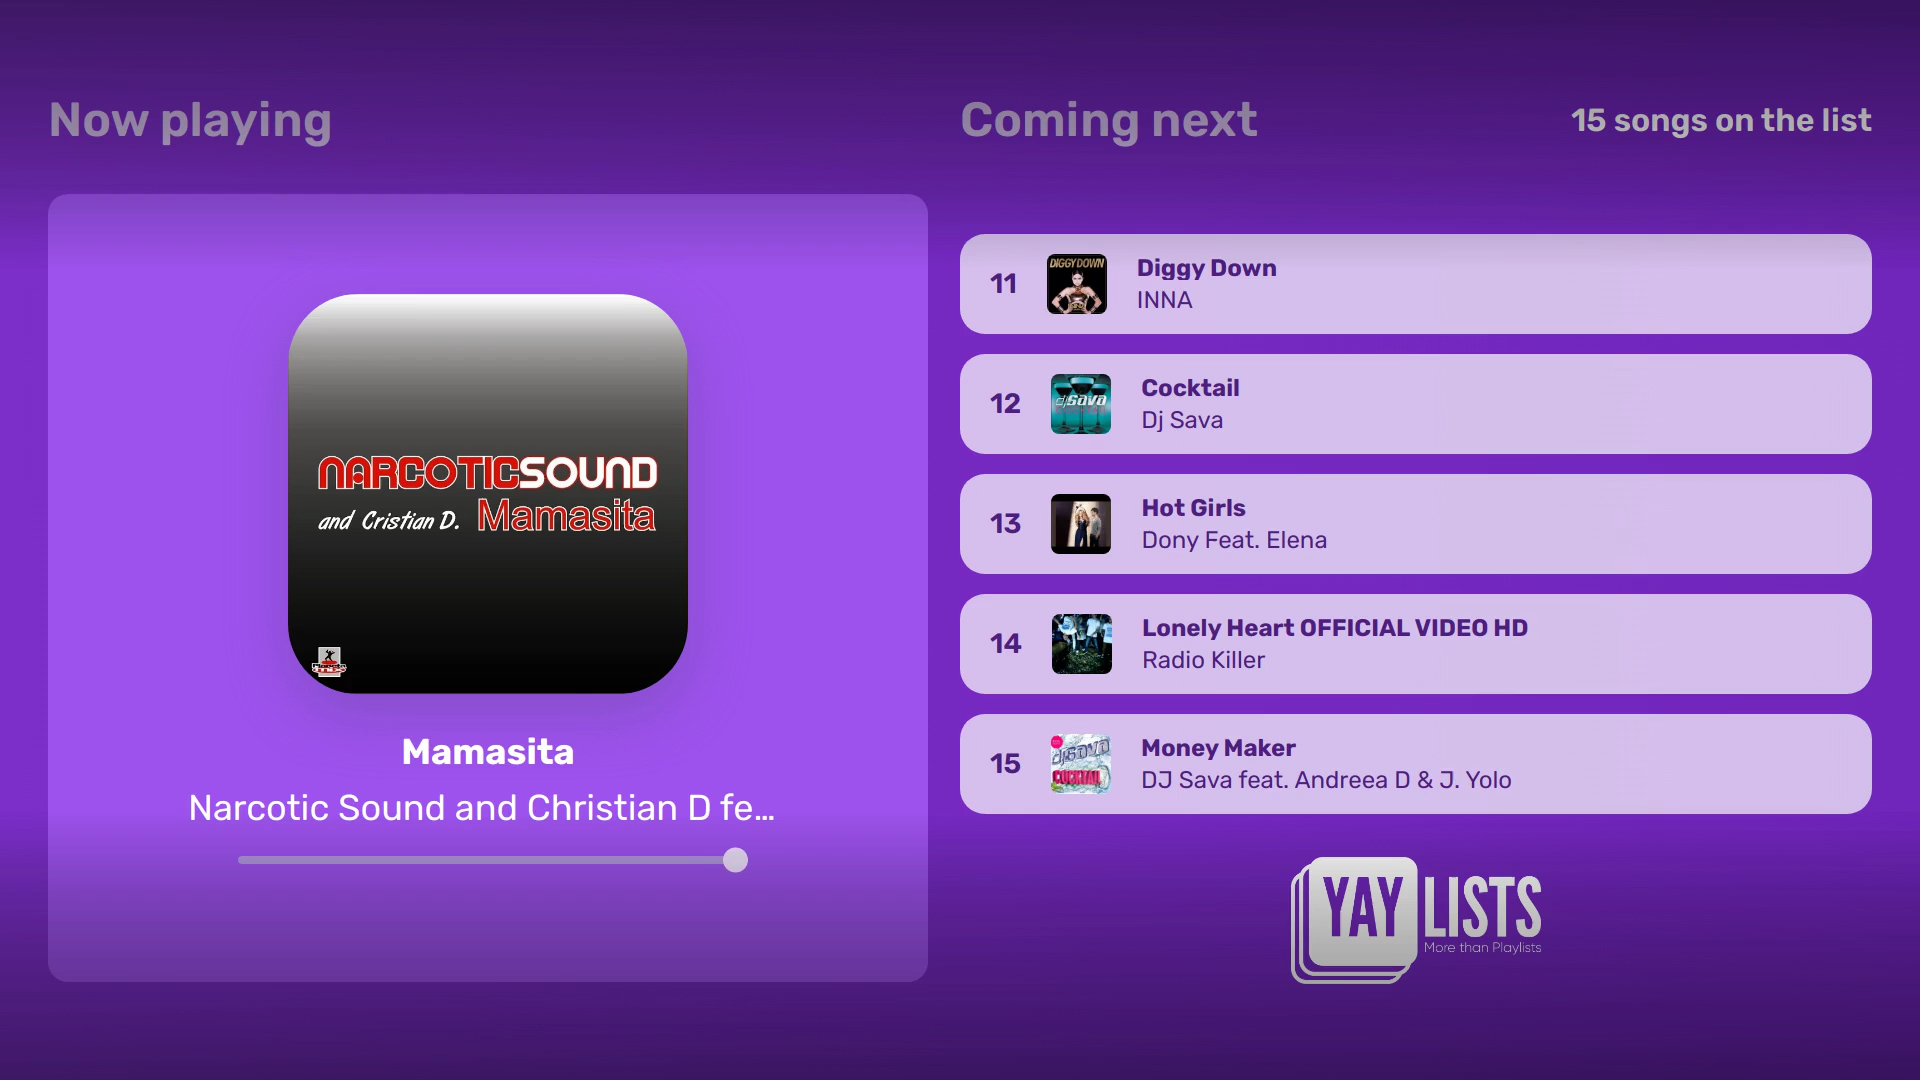 Now playing
NARCOTICSOUND
and Cristian D. Mamasita
Mamasita
Narcotic Sound and Christian D fe...
Coming next
15 songs on the list
11
DIGGY DOWN
Diggy Down
INNA
12
dj sava
Cocktail
Dj Sava
13
Hot Girls
Dony Feat. Elena
14
Lonely Heart OFFICIAL VIDEO HD
Radio Killer
15
dj sava
COCKTAIL
Money Maker
DJ Sava feat. Andreea D & J. Yolo
YAY LISTS
More than Playlists